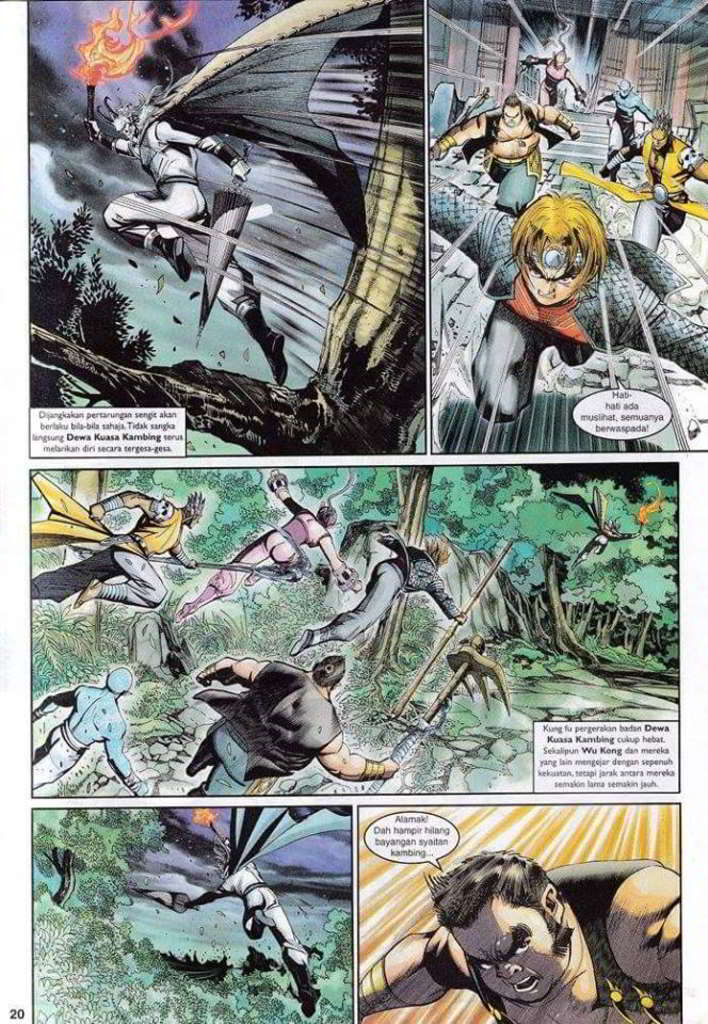 Dijangkakan pertarungan sengit akan
berlaku bila-bila sahaja. Tidak sangka
langsung Dewa Kuasa Kambing terus
melarikan diri secara tergesa-gesa.
Hati-
hati ada
muslihat, semuanya
berwaspada!
Kung fu pergerakan badan Dewa
Kuasa Kambing cukup hebat.
Sekalipun Wu Kong dan mereka
yang lain mengejar dengan sepenuh
kekuatan, tetapi jarak antara mereka
semakin lama semakin jauh.
Alamak!
Dah hampir hilang
bayangan syaitan
kambing...
20